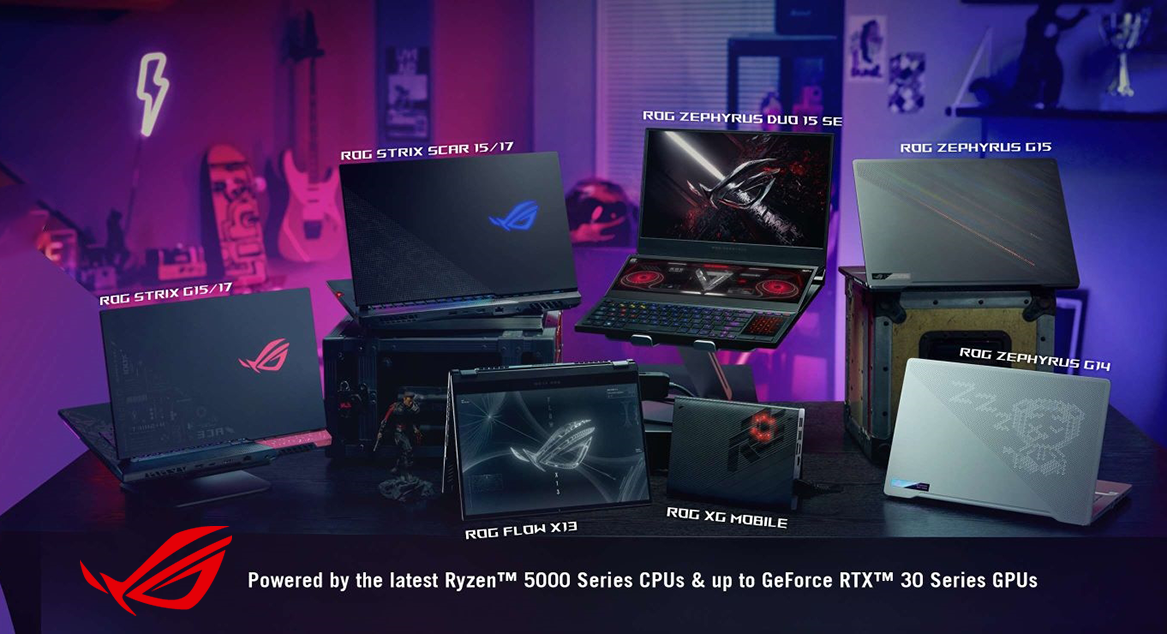 ROG ZEPHYRUS DUO 15 SE
ROG STRIX SCAR 15/17
ROG ZEPHYRUS G15
ROG STRIX G15/17
ROG ZEPHYRUS G14
ROG FLOW X13
ROG XG MOBILE
Powered by the latest Ryzen™ 5000 Series CPUs & up to GeForce RTX™ 30 Series GPUs